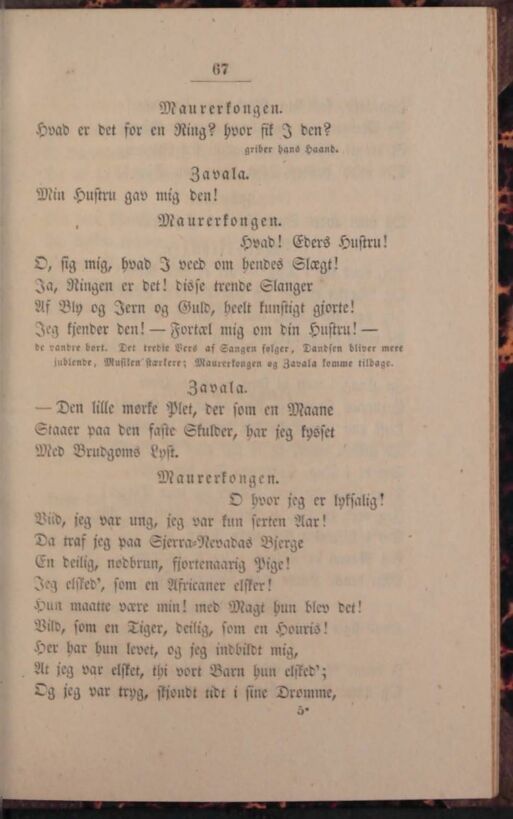 67
Maurerkongen.
Hvad er det for en Ring? hvor fik I den?
griber hans Haand.
Zavala.
Min Hustru gav mig den!
Maurerkongen.
Hvad! Eders Hustru!
O, sig mig, hvad I veed om hendes Slægt!
Ja, Ringen er det! disse trende Slanger
Af Bly og Jern og Guld, heelt kunstigt gjorte!
Jeg kjender den! — Fortæl mig om din Hustru! —
de vandre bort. Det tredie Vers af Sangen følger, Dandsen bliver mere
jublende, Musiken stærkere; Maurerkongen og Zavala komme tilbage.
Zavala.
— Den lille mørke Plet, der som en Maane
Staaer paa den faste Skulder, har jeg kysset
Med Brudgoms Lyst.
Maurerkongen.
O hvor jeg er lyksalig!
Viid, jeg var ung, jeg var kun sexten Aar!
Da traf jeg paa Sjerra-Nevadas Bjerge
En deilig, nødbrun, fjortenaarig Pige!
Jeg elsked', som en Africaner elsker!
Hun maatte være min! med Magt hun blev det!
Vild, som en Tiger, deilig, som en Houris!
Her har hun levet, og jeg indbildt mig,
At jeg var elsket, thi vort Barn hun elsked';
Og jeg var tryg, skjøndt tidt i sine Drømme,
5*